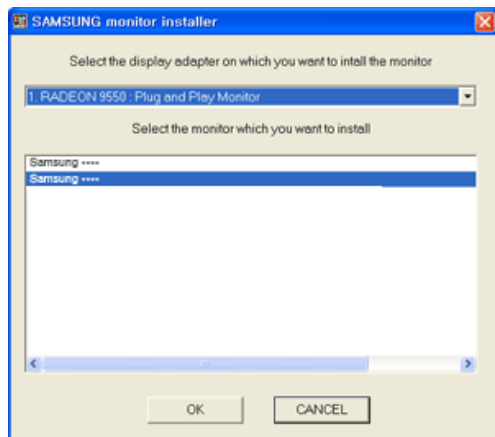 SAMSUNG monitor installer
Select the display adapter on which you want to intall the monitor
1. RADEON 9550 : Plug and Play Monitor
Select the monitor which you want to install
Samsung ----
Samsung ----
OK
CANCEL